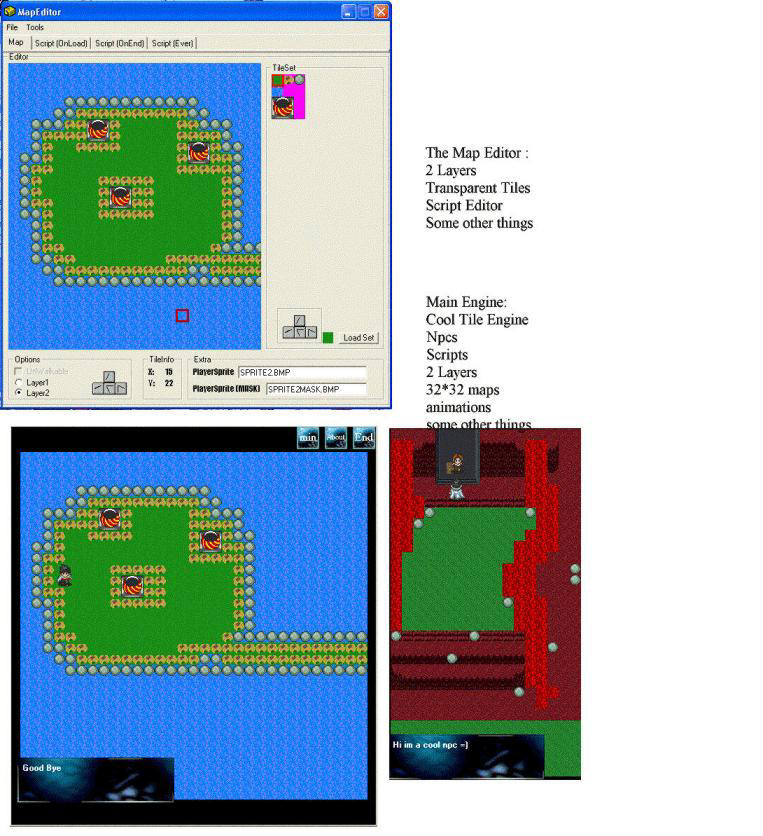 MapEditor
File Tools
Map Script (OnLoad) Script (OnEnd) Script (Ever)
Editor
TileSet
Load Set
Options
UnWalkable
Layer1
Layer2
TileInfo
X: 15
Y: 22
Extra
PlayerSprite SPRITE2.BMP
PlayerSprite (MASK) SPRITE2MASK.BMP
The Map Editor :
2 Layers
Transparent Tiles
Script Editor
Some other things
Main Engine:
Cool Tile Engine
Npcs
Scripts
2 Layers
32*32 maps
animations
some other things
min About End
Good Bye
Hi im a cool npc =)